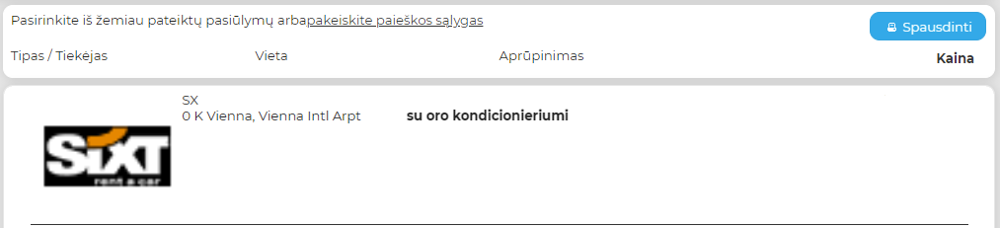 Pasirinkite iš žemiau pateiktų pasiūlymų arbapakeiskite paieškos sąlygas
Spausdinti
Tipas / Tiekėjas
Vieta
Aprūpinimas
Kaina
SX
0 K Vienna, Vienna Intl Arpt
su oro kondicionieriumi
SiXT
rent a car